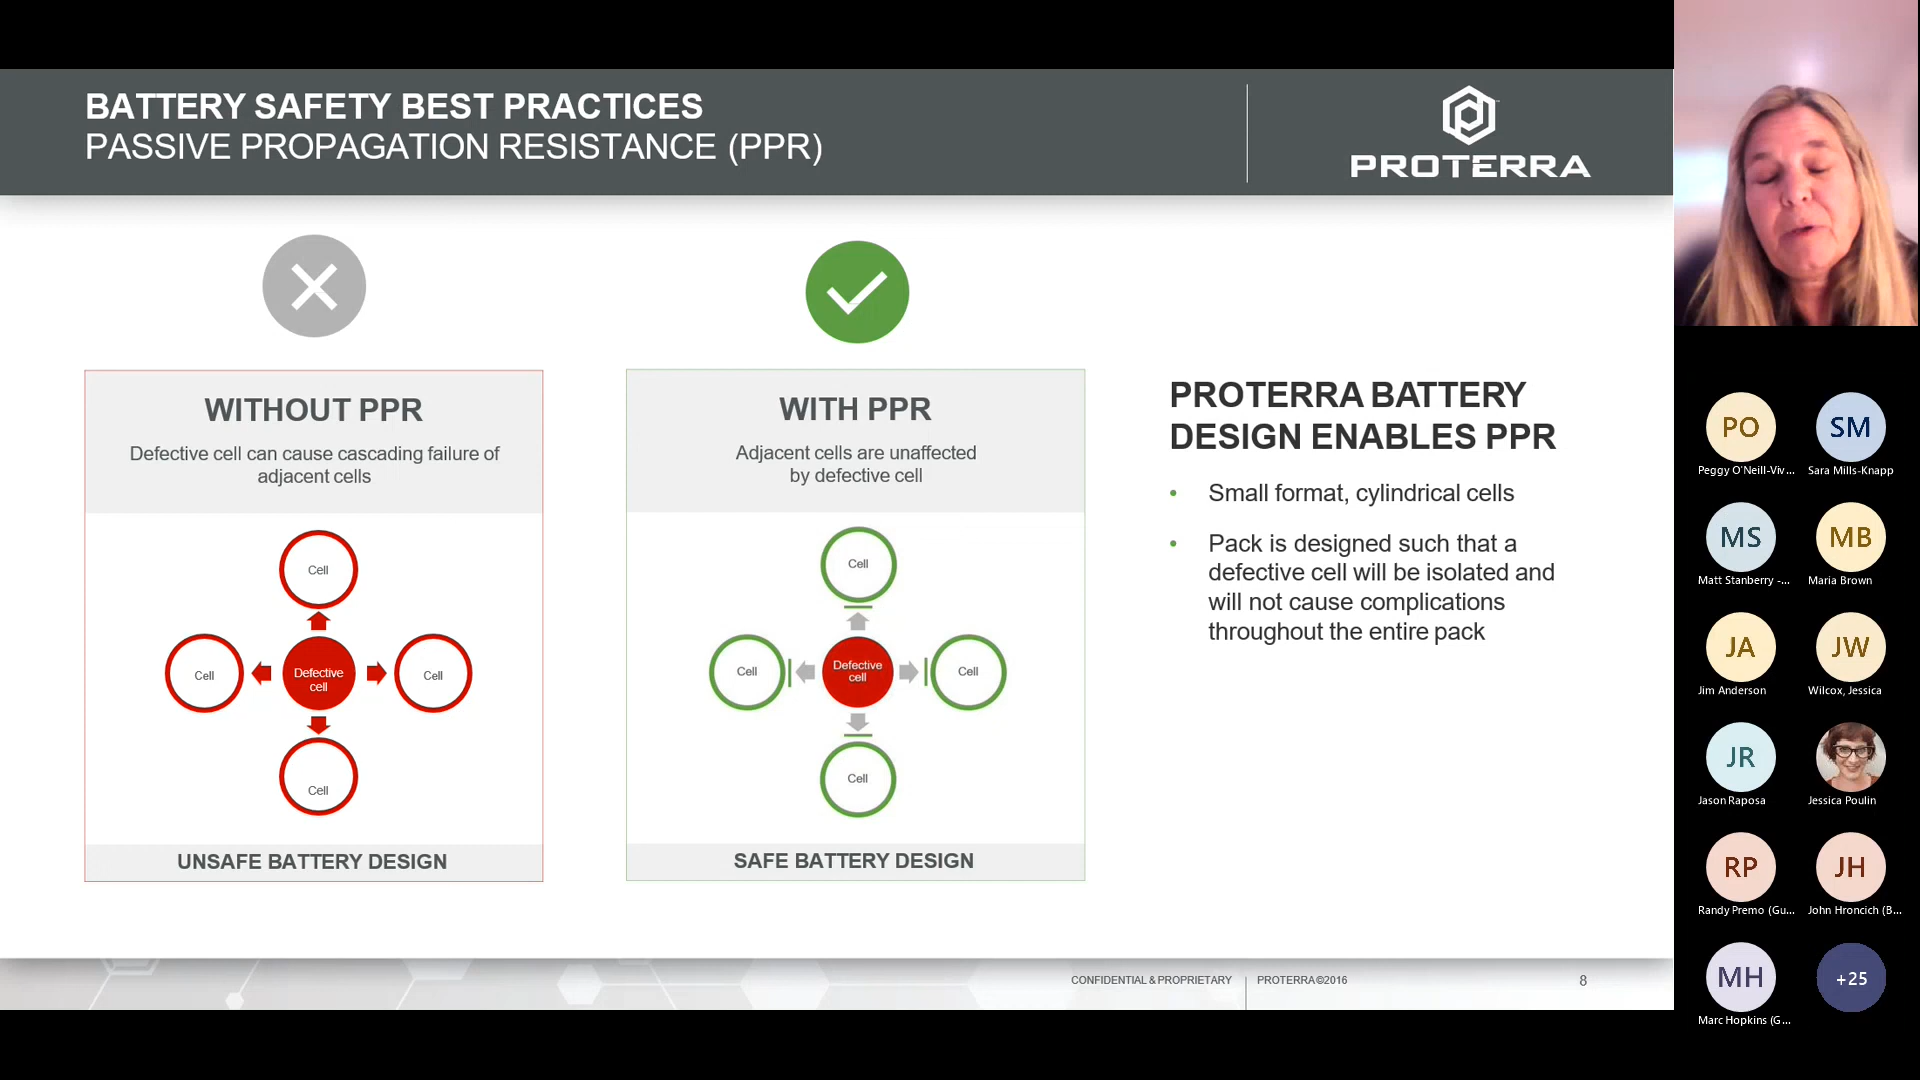 BATTERY SAFETY BEST PRACTICES
PASSIVE PROPAGATION RESISTANCE (PPR)
PROTERRA
WITHOUT PPR
Defective cell can cause cascading failure of
adjacent cells
Cell
Cell
Defective
cell
Cell
Cell
UNSAFE BATTERY DESIGN
WITH PPR
Adjacent cells are unaffected
by defective cell
Cell
Cell
Defective
cell
Cell
Cell
SAFE BATTERY DESIGN
PROTERRA BATTERY
DESIGN ENABLES PPR
• Small format, cylindrical cells
• Pack is designed such that a
defective cell will be isolated and
will not cause complications
throughout the entire pack
CONFIDENTIAL & PROPRIETARY
PROTERRA©2016
8
PO
Peggy O'Neill-Viv...
SM
Sara Mills-Knapp
MS
Matt Stanberry -...
MB
Maria Brown
JA
Jim Anderson
JW
Wilcox, Jessica
JR
Jason Raposa
Jessica Poulin
RP
Randy Premo (Gu...
JH
John Hroncich (B...
MH
Marc Hopkins (G...
+25